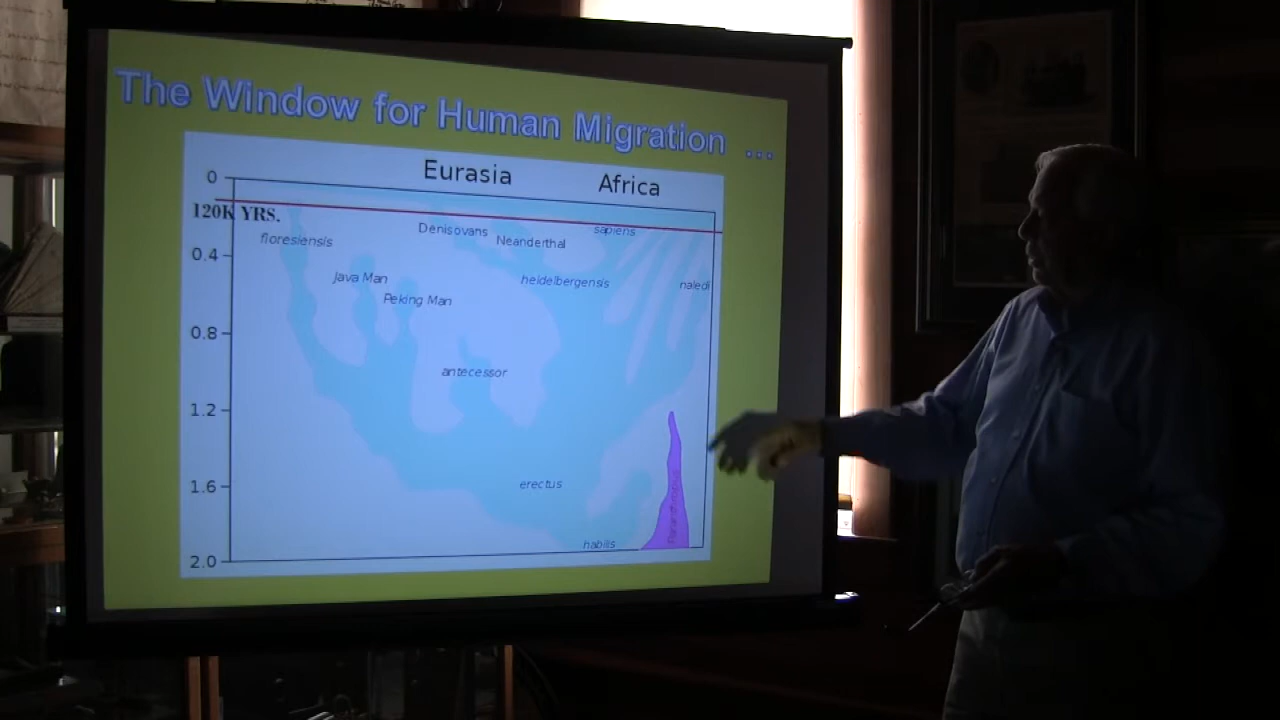 The Window for Human Migration ...
Eurasia Africa
0
120K YRS.
Denisovans
sapiens
floresiensis
Neanderthal
0.4
Java Man
heidelbergensis
naledi
Peking Man
0.8
antecessor
1.2
1.6
erectus
habilis
2.0